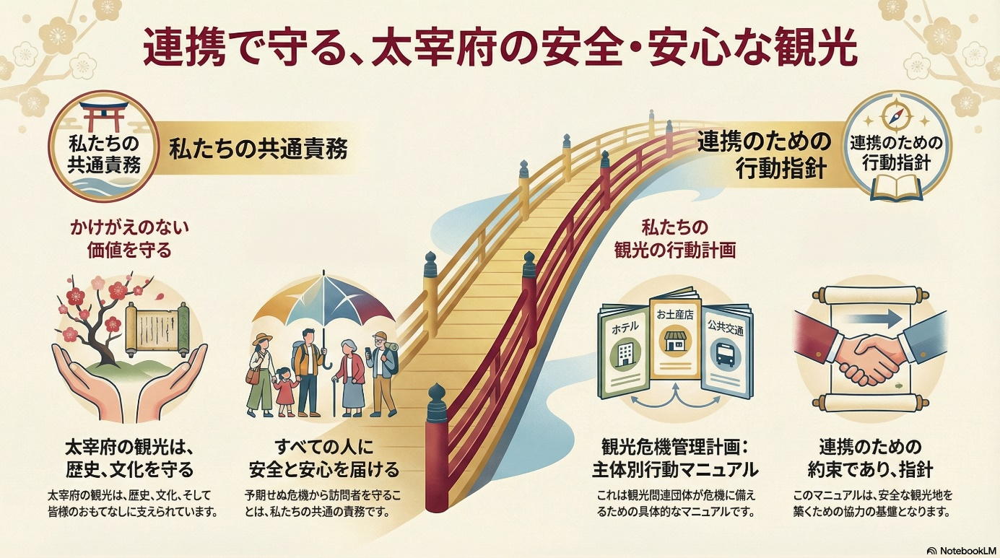 連携で守る、太宰府の安全・安心な観光
私たちの
共通責務
私たちの共通責務
かけがえのない
価値を守る
太宰府の観光は、
歴史、文化を守る
太宰府の観光は、歴史、文化、そして
皆様のおもてなしに支えられています。
すべての人に
安全と安心を届ける
予期せぬ危機から訪問者を守るこ
とは、私たちの共通の責務です。
連携のための
行動指針
連携のための
行動指針
私たちの
観光の行動計画
ホテル
お土産店
公共交通
観光危機管理計画：
主体別行動マニュアル
これは観光問連団体が危機に備え
るための具体的なマニュアルです。
連携のための
約束であり、指針
このマニュアルは、安全な観光地を
築くための協力の基盤となります。
NotebookLM